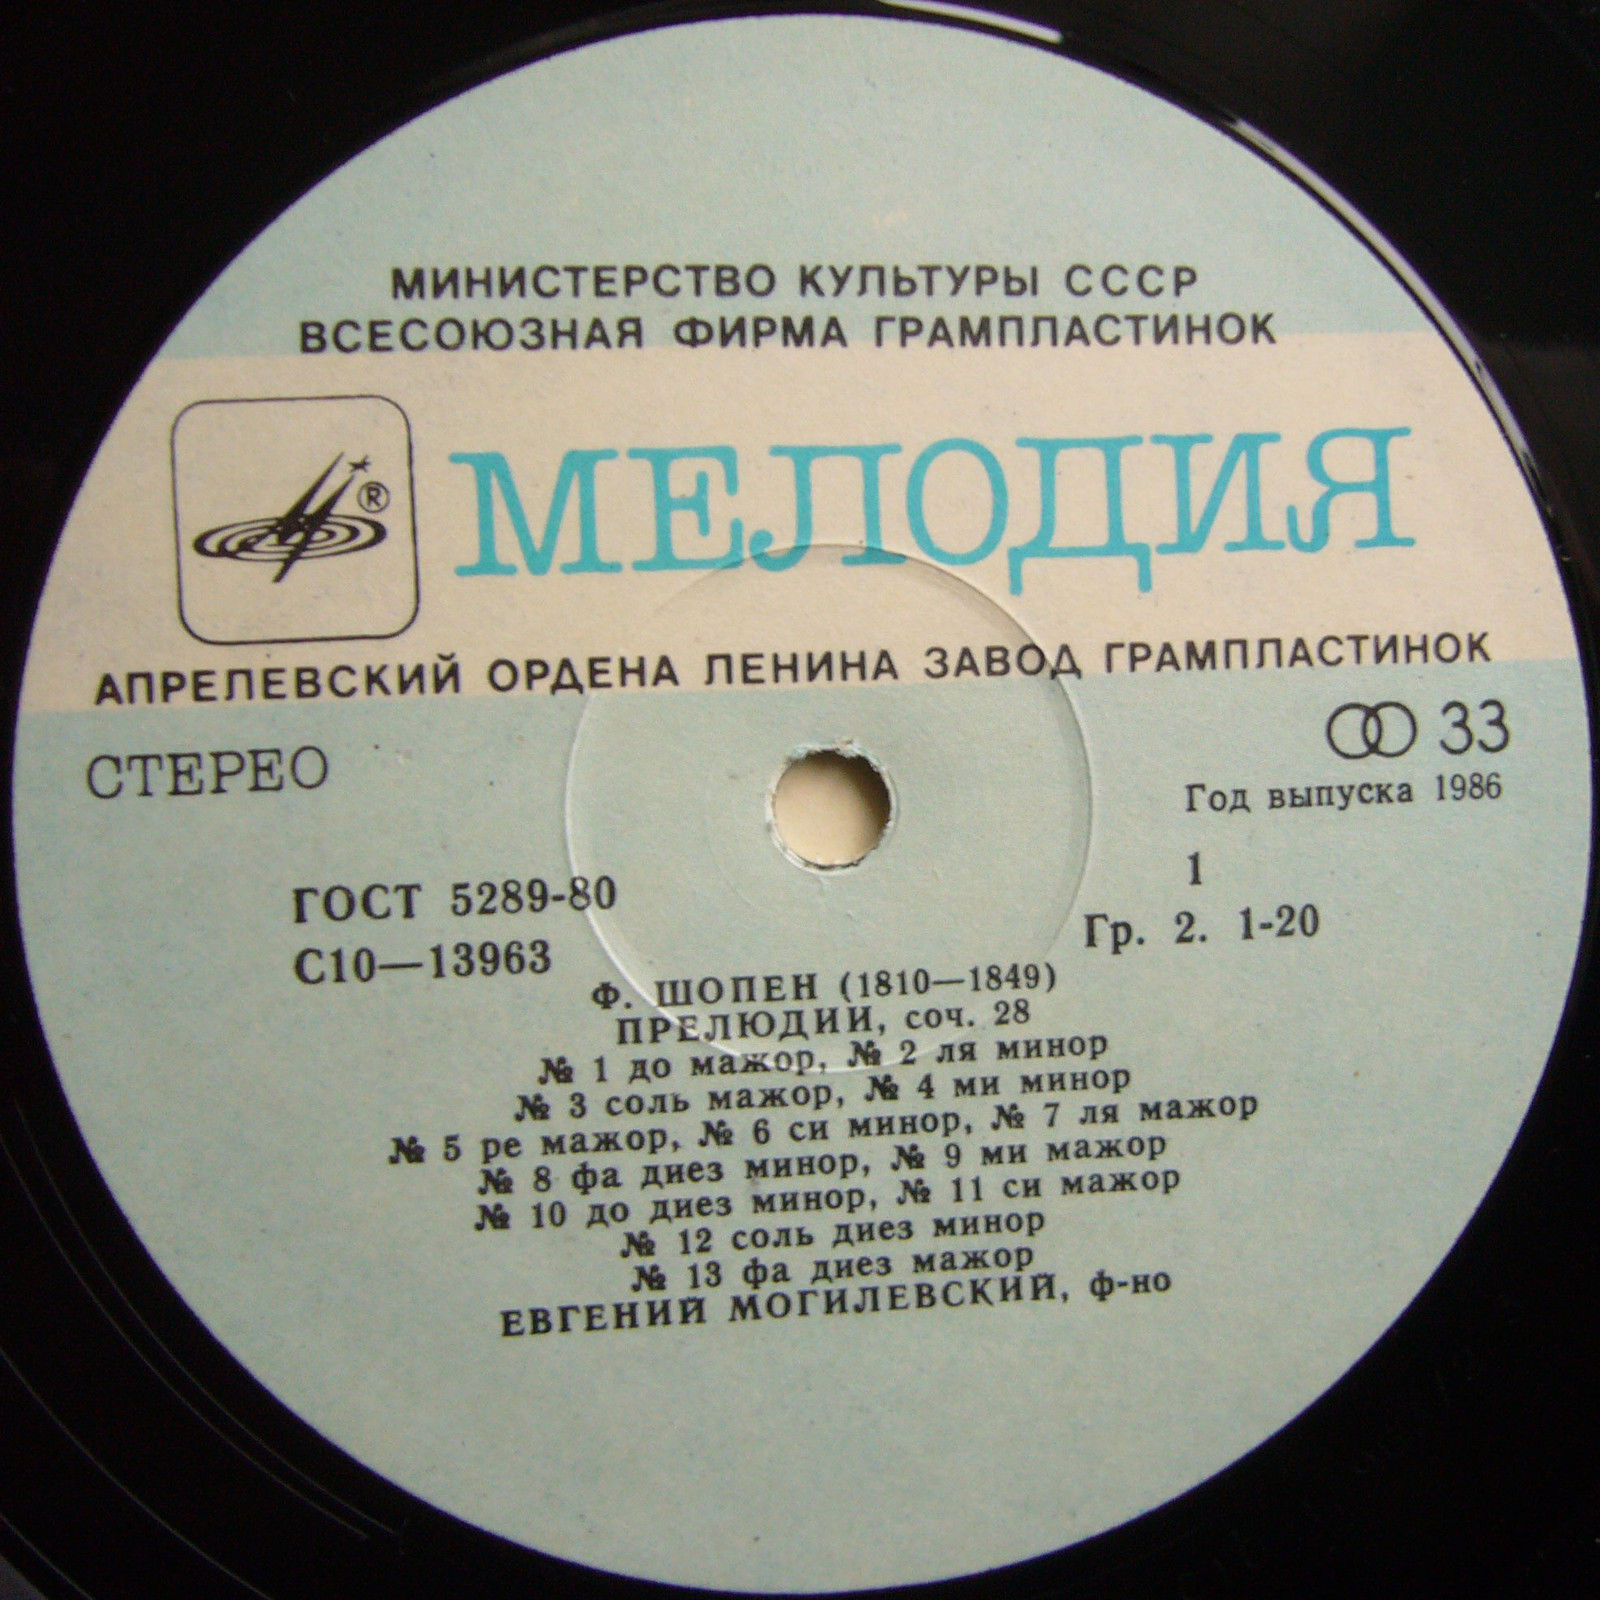 МИНИСТЕРСТВО КУЛЬТУРЫ СССР
ВСЕСОЮЗНАЯ ФИРМА ГРАМПЛАСТИНОК
®
МЕЛОДИЯ
АПРЕЛЕВСКИЙ ОРДЕНА ЛЕНИНА ЗАВОД ГРАМПЛАСТИНОК
СТЕРЕО
33
Год выпуска 1986
1
ГОСТ 5289-80
Гр. 2. 1-20
С10—13963
Ф. ШОПЕН (1810—1849)
ПРЕЛЮДИИ, соч. 28
№ 1 до мажор, № 2 ля минор
№ 3 соль мажор, № 4 ми минор
№ 5 ре мажор, № 6 си минор, № 7 ля мажор
№ 8 фа диез минор, № 9 ми мажор
№ 10 до диез минор, № 11 си мажор
№ 12 соль диез минор
№ 13 фа диез мажор
ЕВГЕНИЙ МОГИЛЕВСКИЙ, ф-но